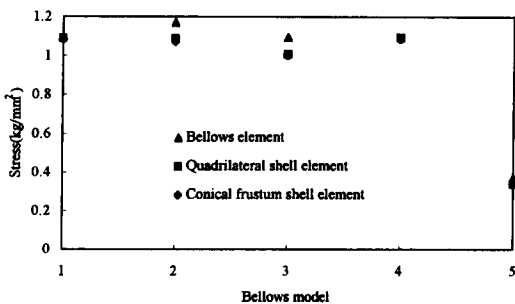 1.2
1
0.8
0.6
0.4
0.2
0
Stress(kg/mm²)
Bellows element
Quadrilateral shell element
Conical frustum shell element
1 2 3 4 5
Bellows model